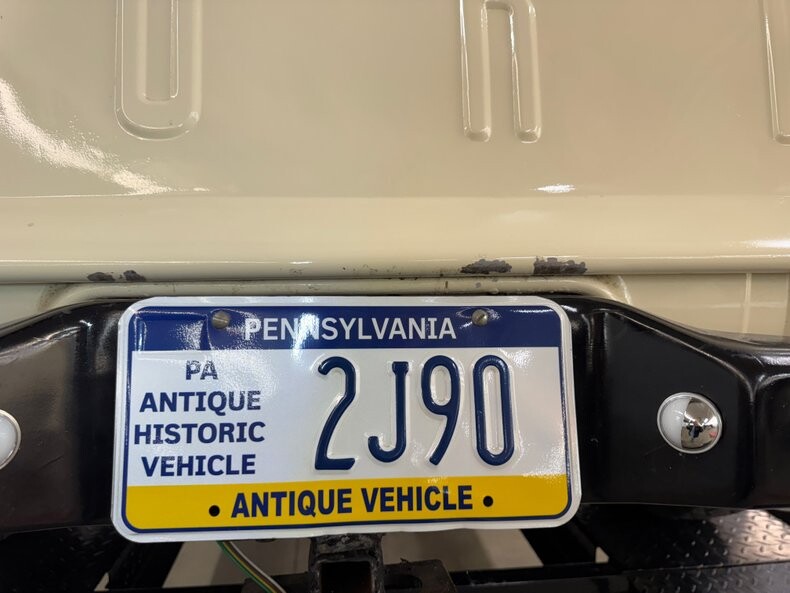 PENNSYLVANIA
PA
ANTIQUE
HISTORIC
VEHICLE
2J90
• ANTIQUE VEHICLE •